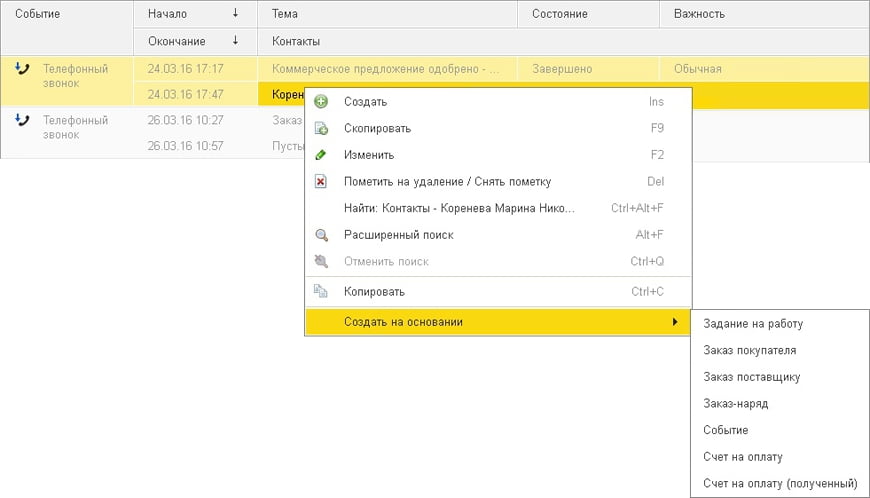 Событие Начало ↓ Тема Состояние Важность
Окончание ↓ Контакты
Телефонный звонок 24.03.16 17:17 Коммерческое предложение одобрено - ... Завершено Обычная
24.03.16 17:47 Корен
Телефонный звонок 26.03.16 10:27 Заказ
26.03.16 10:57 Пусты
Создать Ins
Скопировать F9
Изменить F2
Пометить на удаление / Снять пометку Del
Найти: Контакты - Коренева Марина Нико... Ctrl+Alt+F
Расширенный поиск Alt+F
Отменить поиск Ctrl+Q
Копировать Ctrl+C
Создать на основании
Задание на работу
Заказ покупателя
Заказ поставщику
Заказ-наряд
Событие
Счет на оплату
Счет на оплату (полученный)